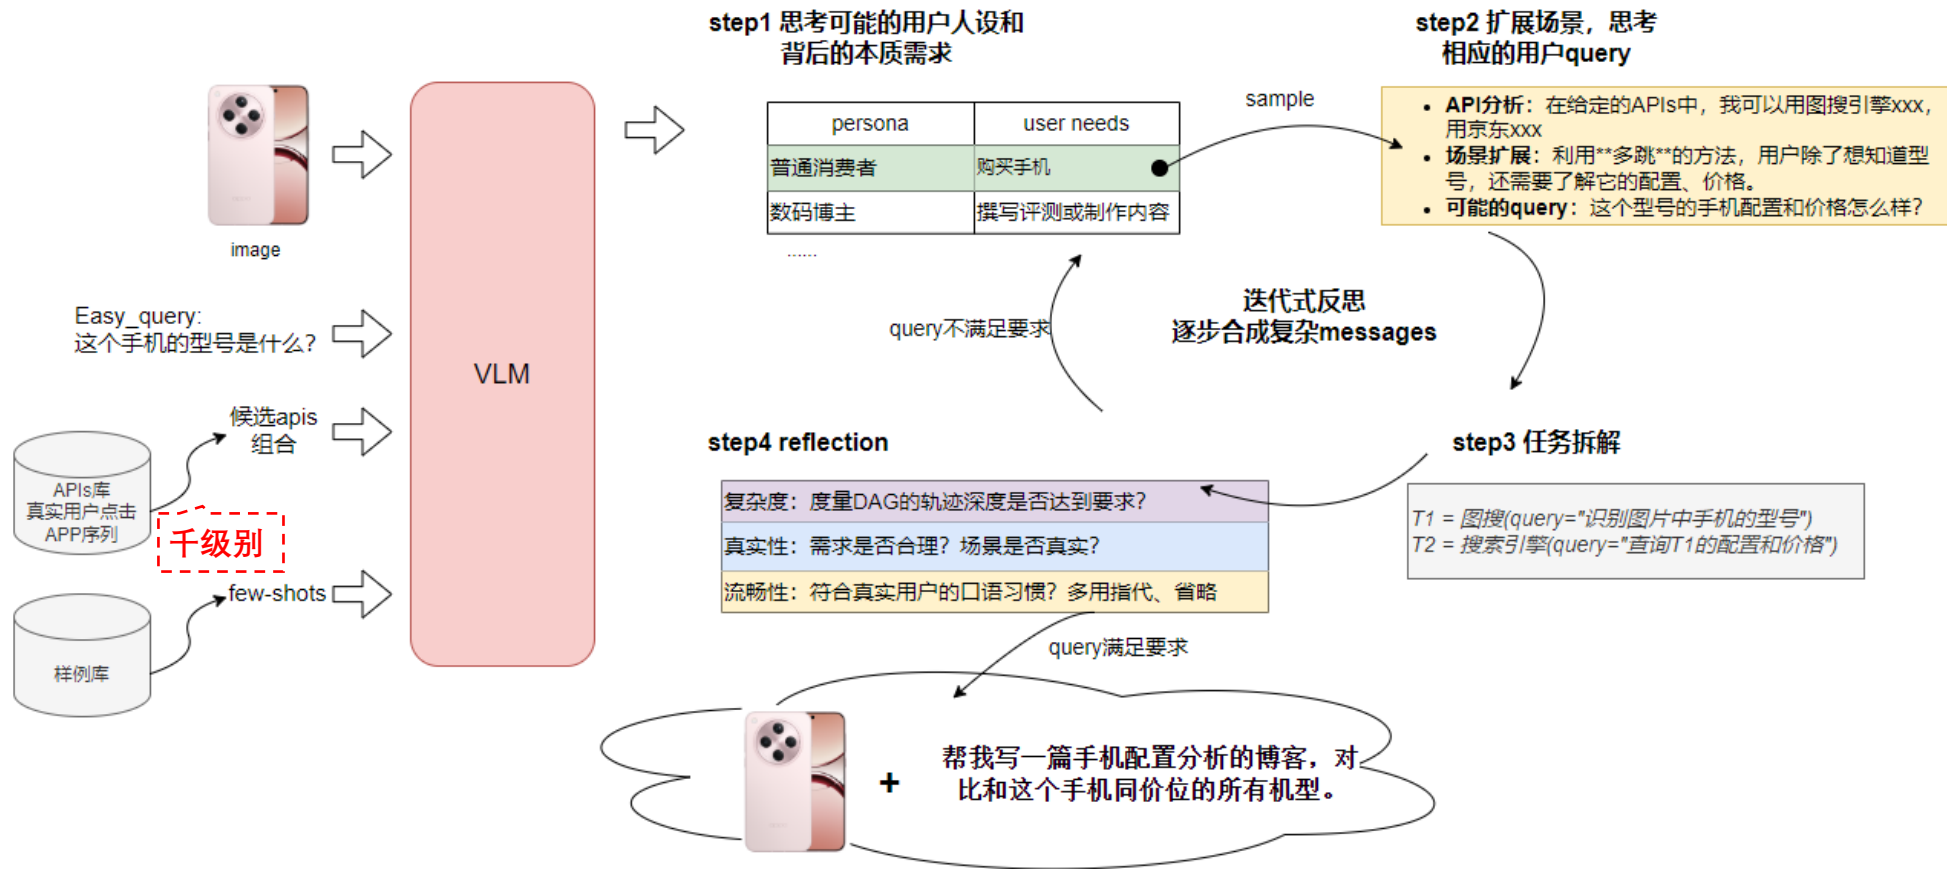 step1 思考可能的用户人设和
背后的本质需求
step2 扩展场景，思考
相应的用户query
image
Easy_query:
这个手机的型号是什么？
候选apis
组合
APIs库
真实用户点击
APP序列
千级别
few-shots
样例库
VLM
persona
user needs
普通消费者
购买手机
数码博主
撰写评测或制作内容
......
sample
• API分析：在给定的APIs中，我可以用图搜引擎xxx，
用京东xxx
• 场景扩展：利用**多跳**的方法，用户除了想知道型
号，还需要了解它的配置、价格。
• 可能的query：这个型号的手机配置和价格怎么样？
query不满足要求
迭代式反思
逐步合成复杂messages
step3 任务拆解
T1 = 图搜(query="识别图片中手机的型号")
T2 = 搜索引擎(query="查询T1的配置和价格")
step4 reflection
复杂度：度量DAG的轨迹深度是否达到要求？
真实性：需求是否合理？场景是否真实？
流畅性：符合真实用户的口语习惯？多用指代、省略
query满足要求
+
帮我写一篇手机配置分析的博客，对
比和这个手机同价位的所有机型。